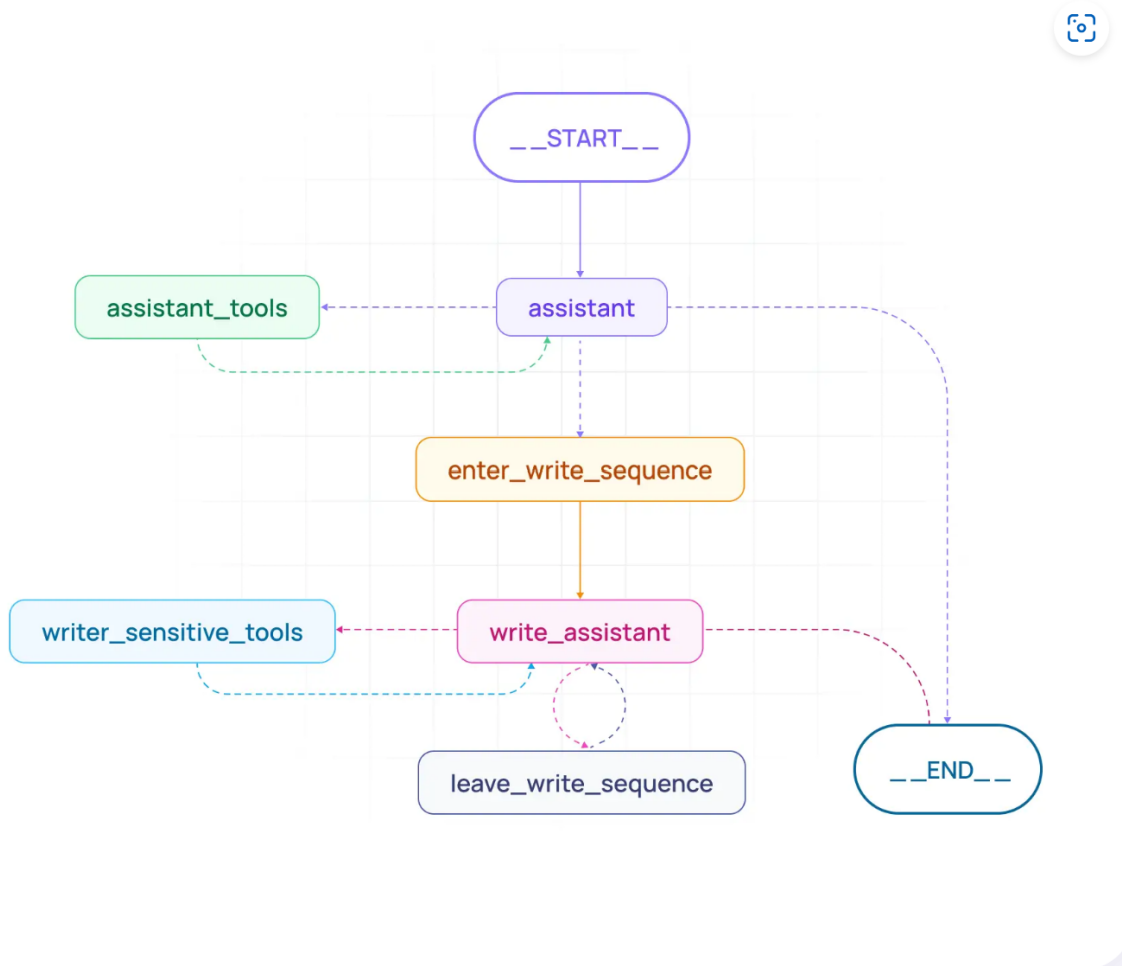 __START__
assistant_tools
assistant
enter_write_sequence
writer_sensitive_tools
write_assistant
leave_write_sequence
__END__